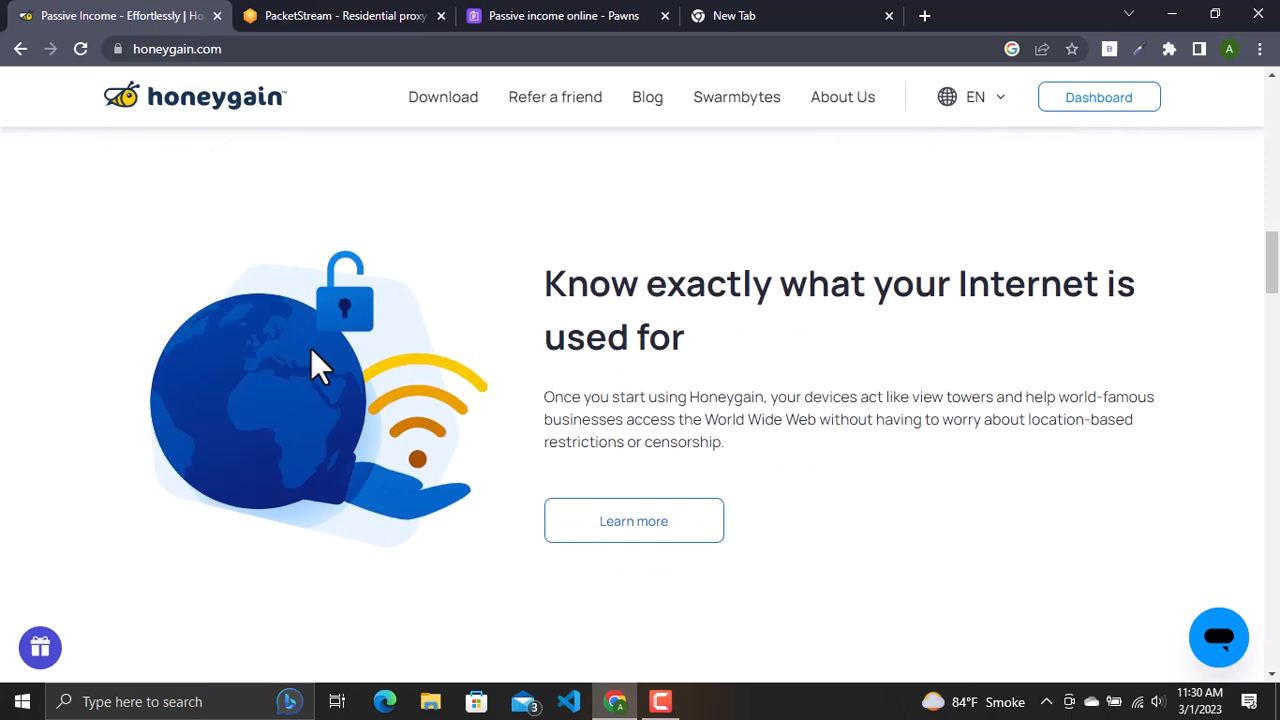 Passive Income - Effortlessly | Ho
PacketStream - Residential proxy
Passive income online - Pawns
New Tab
honeygain.com
A
honeygain™
Download
Refer a friend
Blog
Swarmbytes
About Us
EN
Dashboard
Know exactly what your Internet is
used for
Once you start using Honeygain, your devices act like view towers and help world-famous
businesses access the World Wide Web without having to worry about location-based
restrictions or censorship.
Learn more
Type here to search
3
84°F Smoke
11:30 AM
3/1/2023